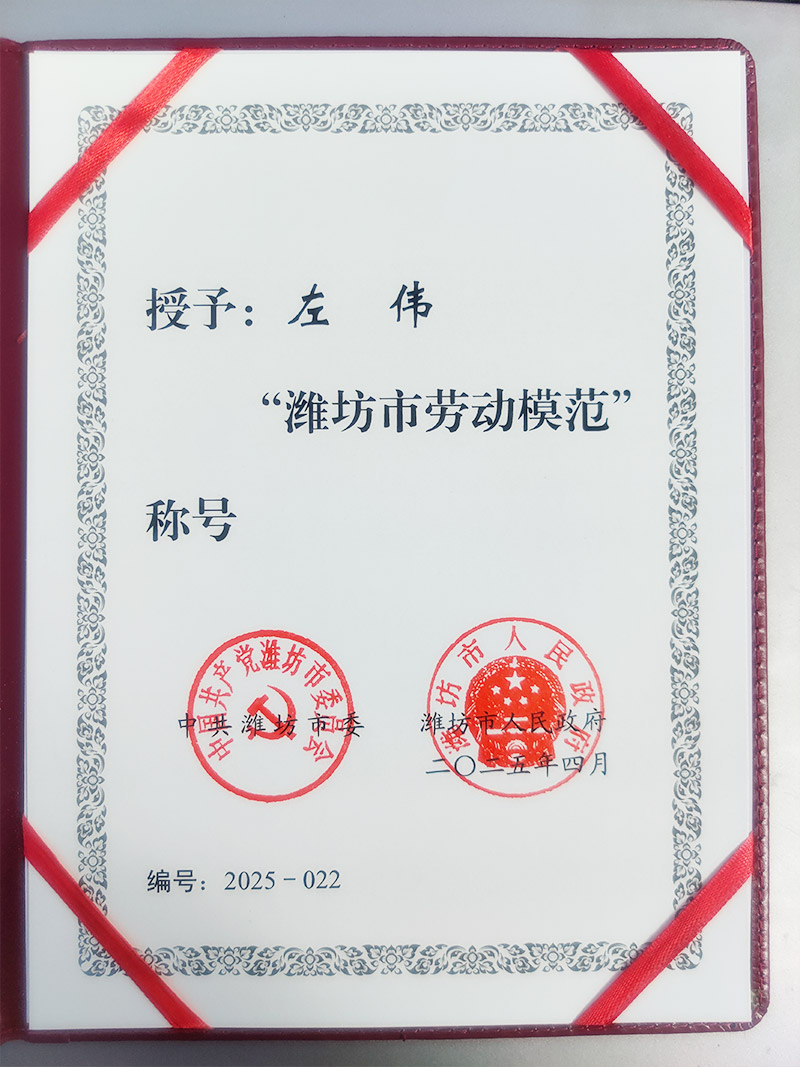 授予：左 伟
“潍坊市劳动模范”
称号
中国共产党潍坊市委员会
潍坊市人民政府
中共潍坊市委 潍坊市人民政府
二〇二五年四月
编号：2025-022